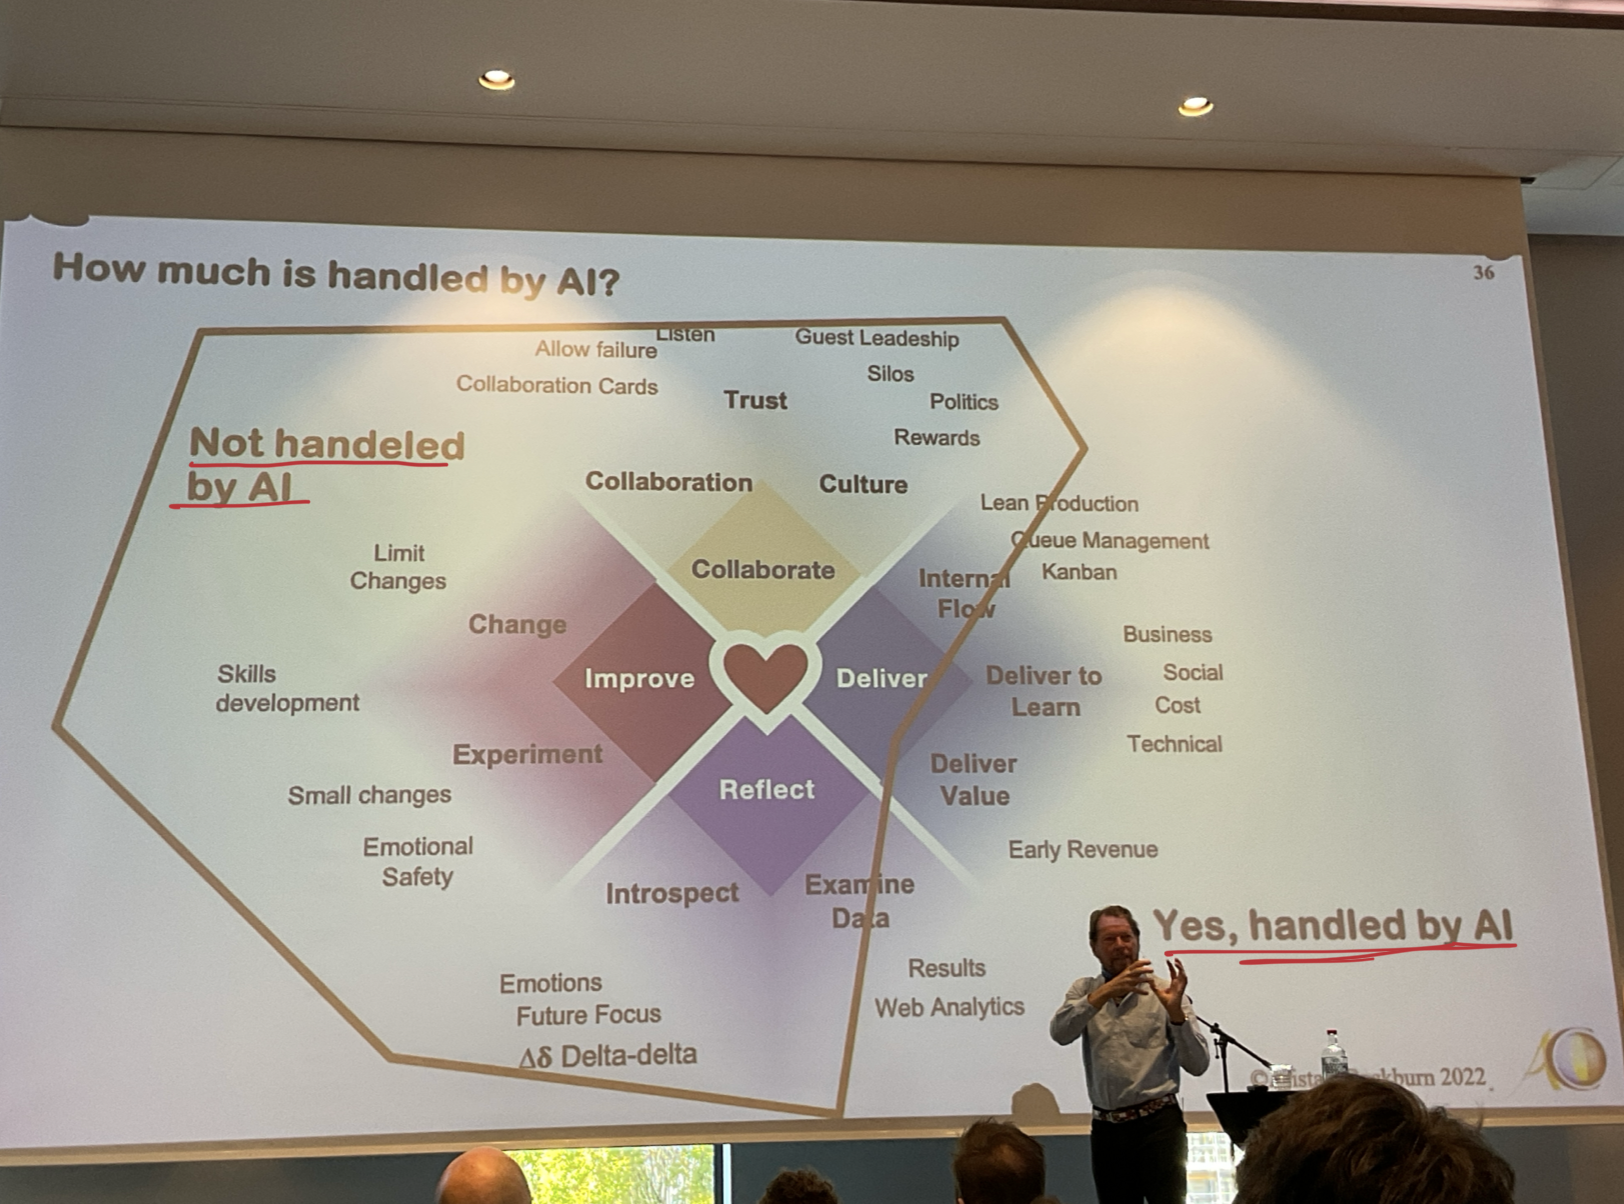 How much is handled by AI?
36
Listen
Guest Leadeship
Allow failure
Silos
Collaboration Cards
Trust
Politics
Rewards
Not handeled
by AI
Collaboration
Culture
Lean Production
Queue Management
Limit
Changes
Collaborate
Internal
Flow
Kanban
Change
Business
Skills
development
Improve
Deliver
Deliver to
Learn
Social
Cost
Technical
Experiment
Deliver
Value
Small changes
Reflect
Emotional
Safety
Early Revenue
Introspect
Examine
Data
Yes, handled by AI
Results
Emotions
Web Analytics
Future Focus
Δδ Delta-delta
2022